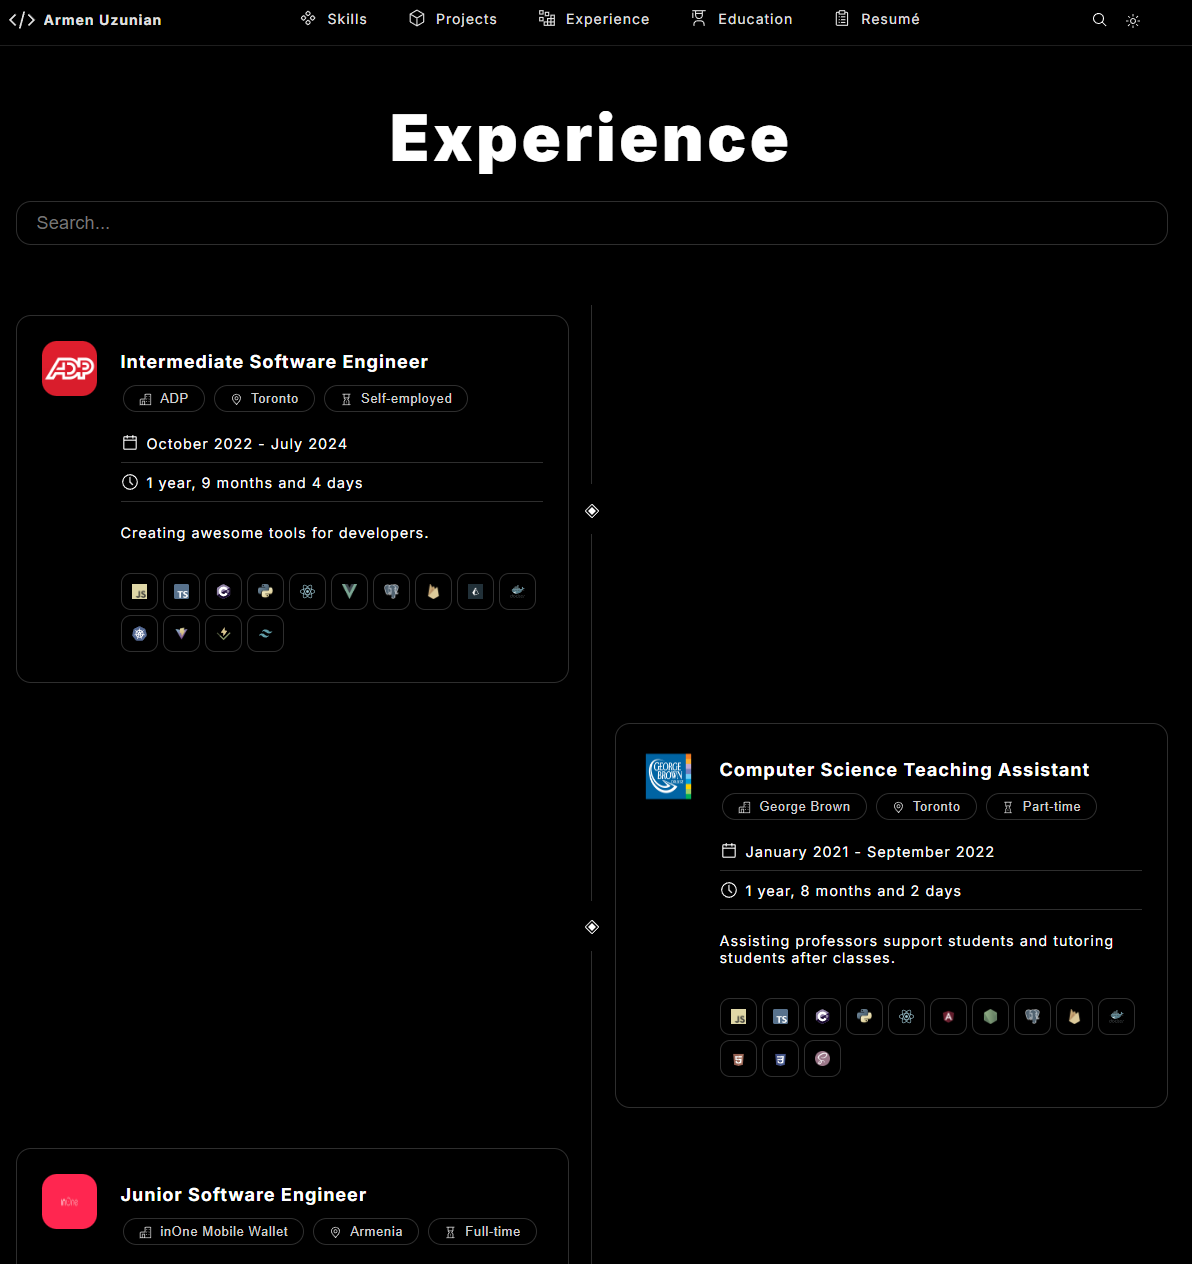 </> Armen Uzunian
Skills
Projects
Experience
Education
Resumé
Experience
Search...
ADP
Intermediate Software Engineer
ADP
Toronto
Self-employed
October 2022 - July 2024
1 year, 9 months and 4 days
Creating awesome tools for developers.
JS
TS
GEORGE
BROWN
Computer Science Teaching Assistant
George Brown
Toronto
Part-time
January 2021 - September 2022
1 year, 8 months and 2 days
Assisting professors support students and tutoring
students after classes.
JS
TS
inOne
Junior Software Engineer
inOne Mobile Wallet
Armenia
Full-time